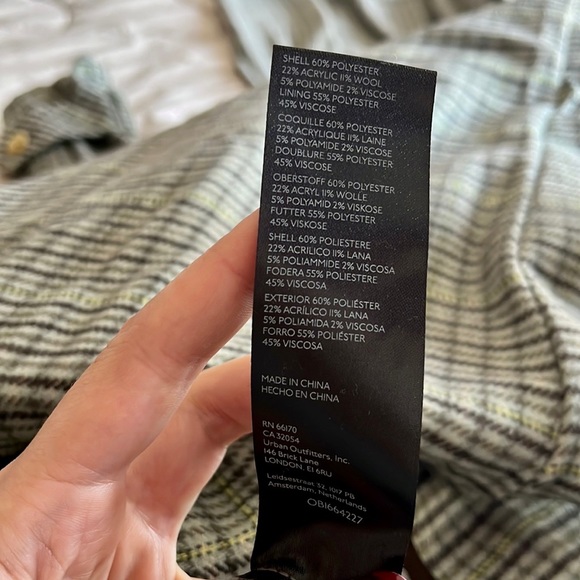 SHELL 60% POLYESTER
22% ACRYLIC 11% WOOL
5% POLYAMIDE 2% VISCOSE
LINING 55% POLYESTER
45% VISCOSE
COQUILLE 60% POLYESTER
22% ACRYLIQUE 11% LAINE
5% POLYAMIDE 2% VISCOSE
DOUBLURE 55% POLYESTER
45% VISCOSE
OBERSTOFF 60% POLYESTER
22% ACRYL 11% WOLLE
5% POLYAMID 2% VISKOSE
FUTTER 55% POLYESTER
45% VISKOSE
SHELL 60% POLIESTERE
22% ACRILICO 11% LANA
5% POLIAMMIDE 2% VISCOSA
FODERA 55% POLIESTERE
45% VISCOSA
EXTERIOR 60% POLIÉSTER
22% ACRÍLICO 11% LANA
5% POLIAMIDA 2% VISCOSA
FORRO 55% POLIÉSTER
45% VISCOSA
MADE IN CHINA
HECHO EN CHINA
RN 66170
CA 32054
Urban Outfitters, Inc.
146 Brick Lane
LONDON, E1 6RU
Leidsestraat 52, 1017 PB
Amsterdam, Netherlands
OB1664227